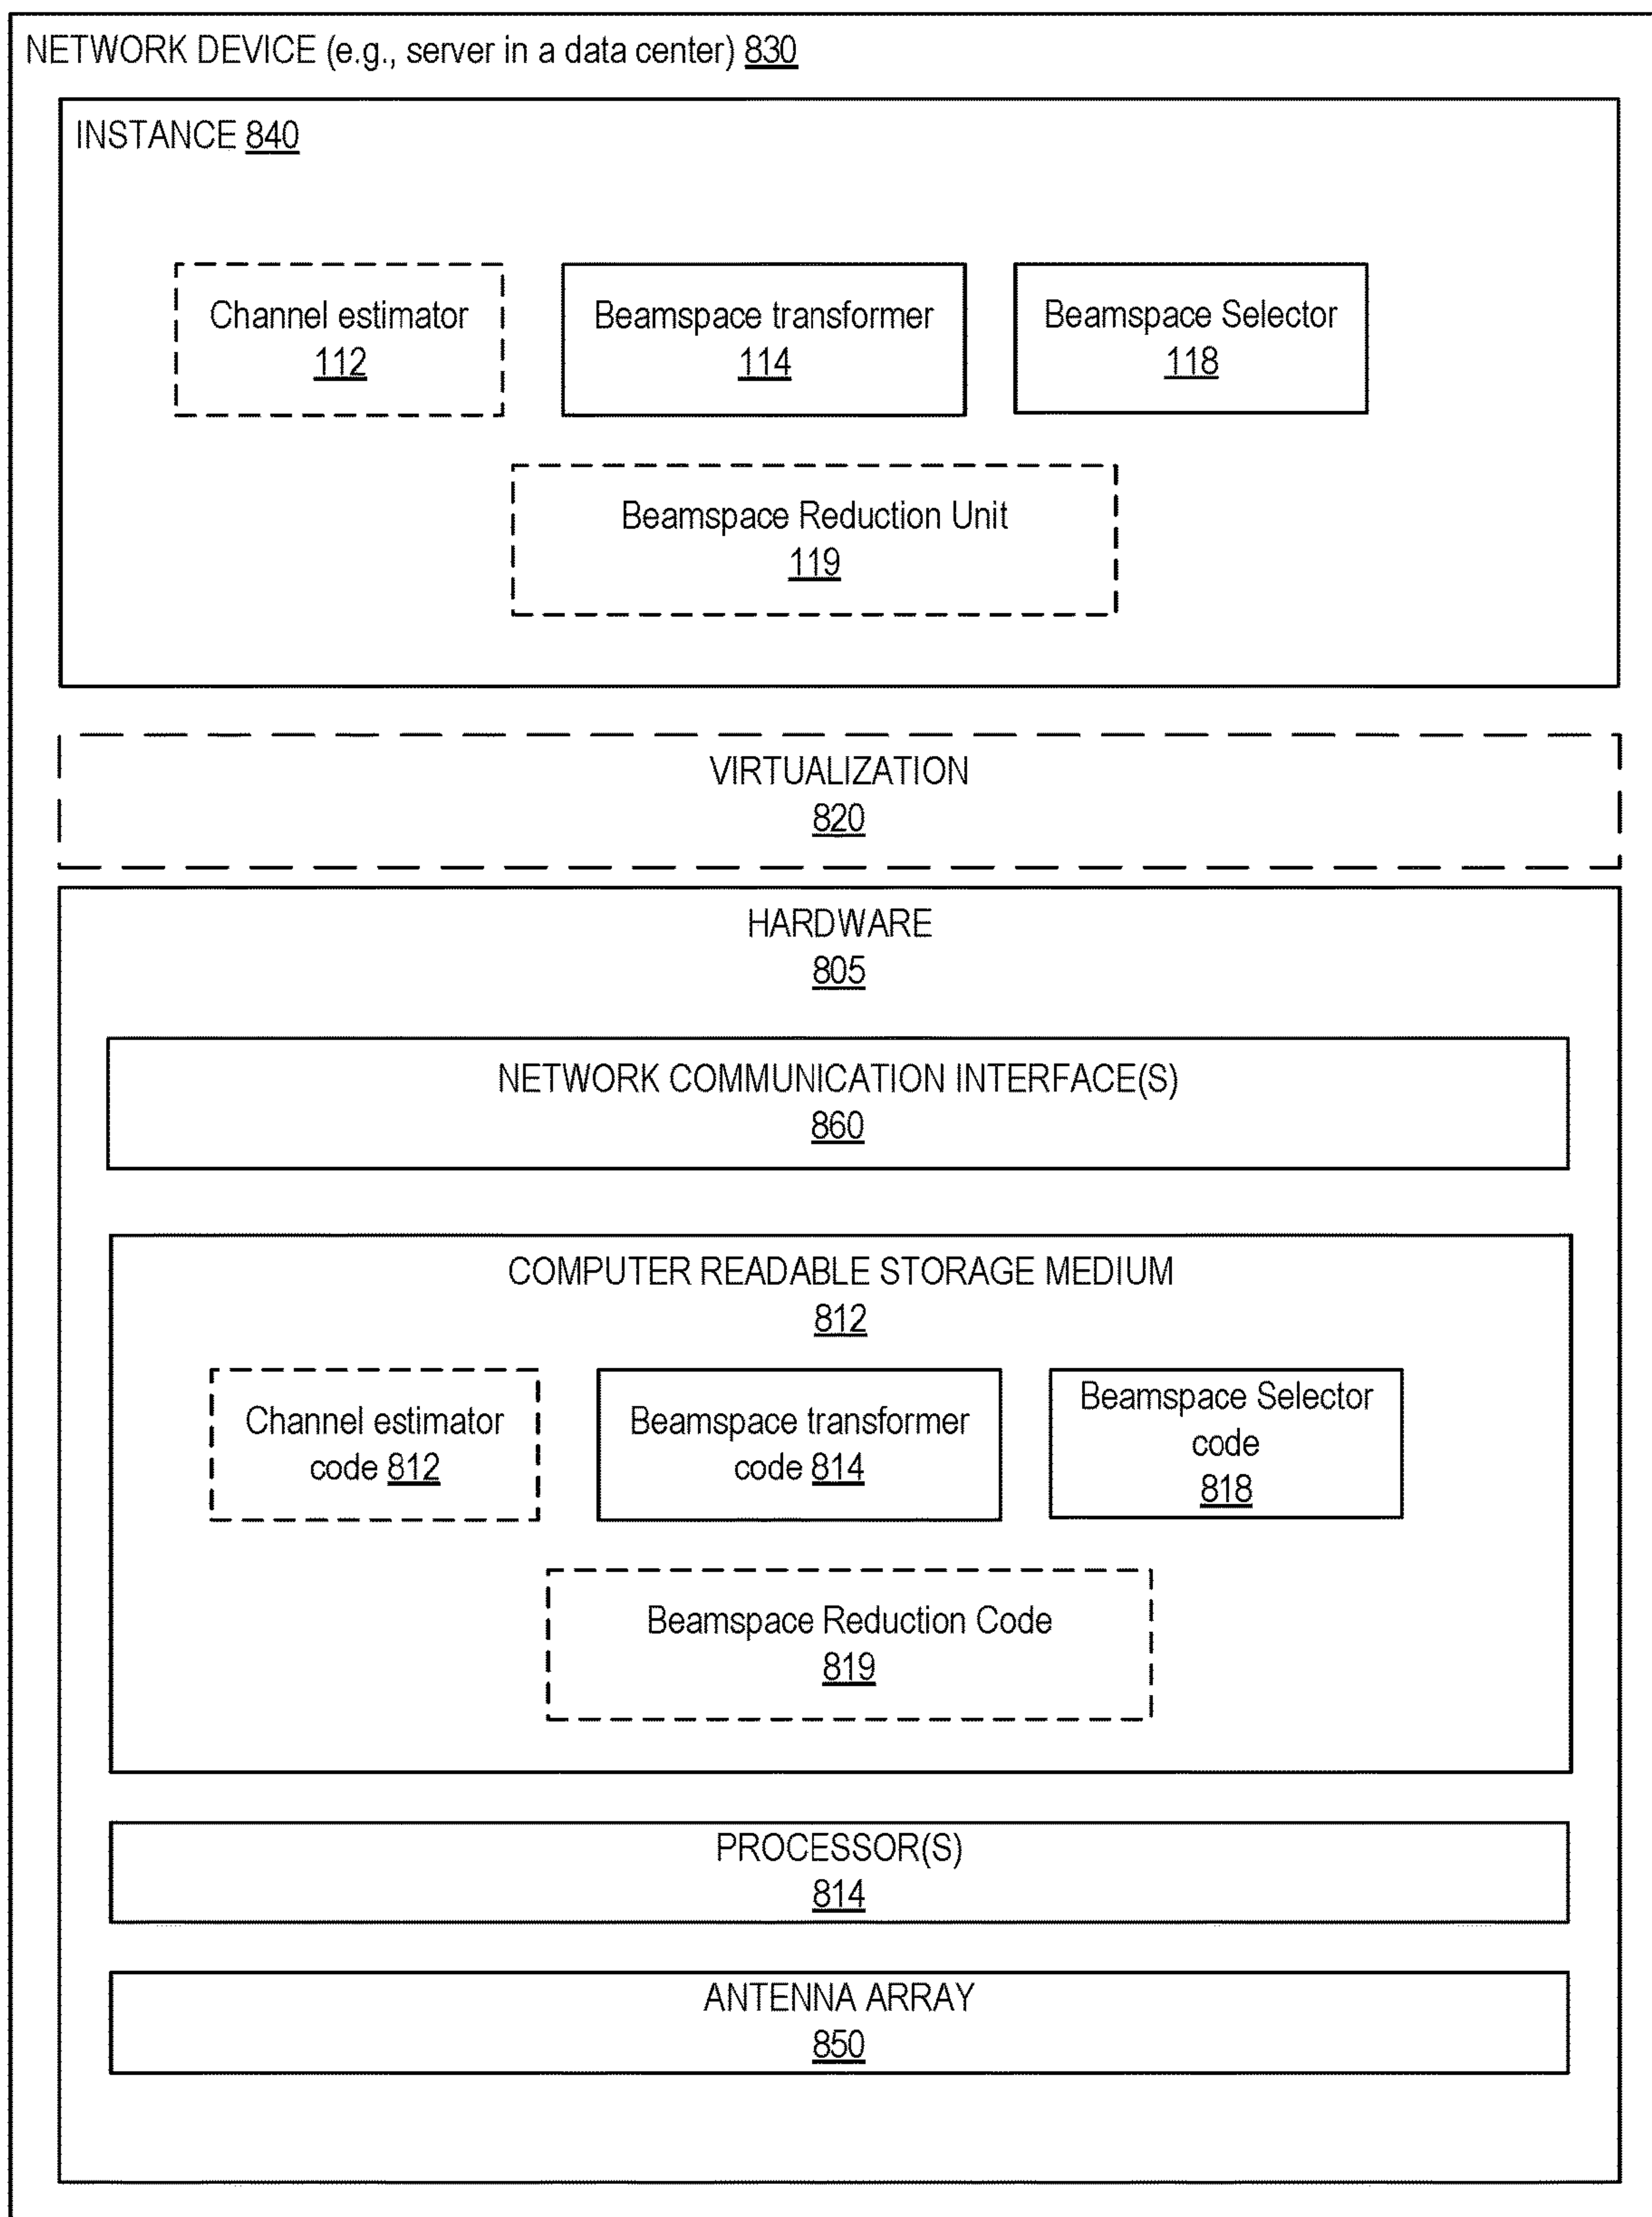 NETWORK DEVICE (e.g., server in a data center) 830
INSTANCE 840
Channel estimator
112
Beamspace transformer
114
Beamspace Selector
118
Beamspace Reduction Unit
119
VIRTUALIZATION
820
HARDWARE
805
NETWORK COMMUNICATION INTERFACE(S)
860
COMPUTER READABLE STORAGE MEDIUM
812
Channel estimator
code 812
Beamspace transformer
code 814
Beamspace Selector
code
818
Beamspace Reduction Code
819
PROCESSOR(S)
814
ANTENNA ARRAY
850